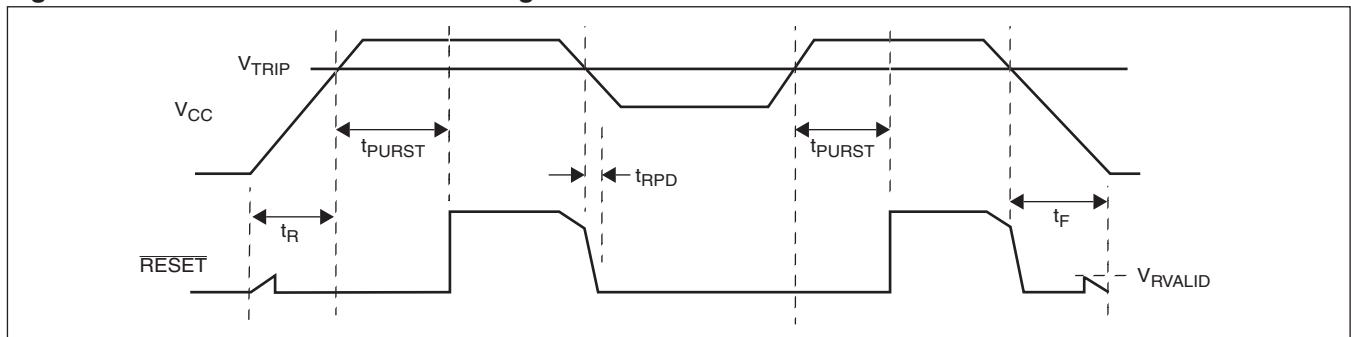 VTRIP
VCC
tPURST
tPURST
tRPD
tR
tF
RESET
VRVALID